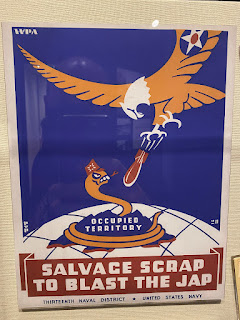 WPA
OCCUPIED
TERRITORY
SALVAGE SCRAP
TO BLAST THE JAP
THIRTEENTH NAVAL DISTRICT ★ UNITED STATES NAVY